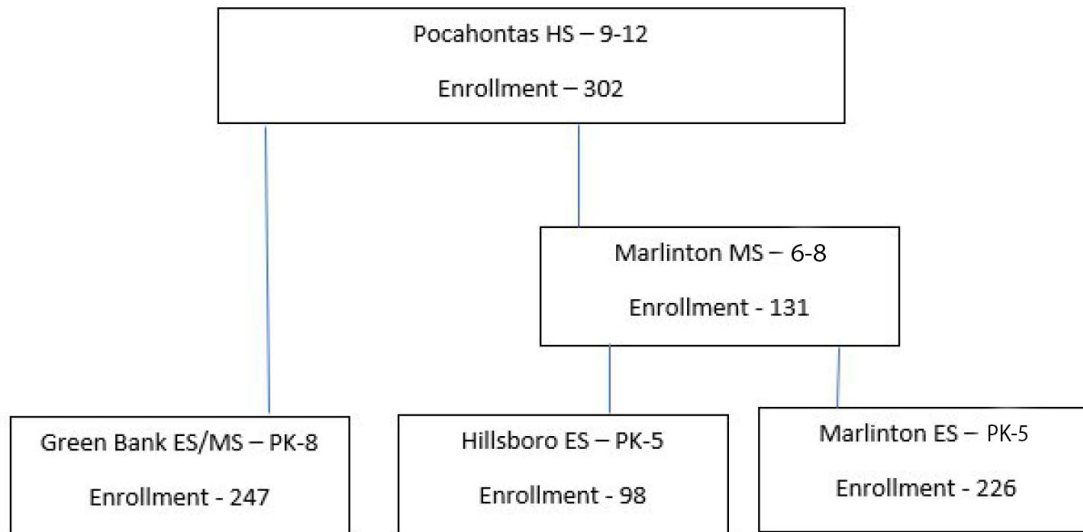 Pocahontas HS – 9-12
Enrollment – 302
Marlinton MS – 6-8
Enrollment - 131
Green Bank ES/MS – PK-8
Enrollment - 247
Hillsboro ES – PK-5
Enrollment - 98
Marlinton ES – PK-5
Enrollment - 226